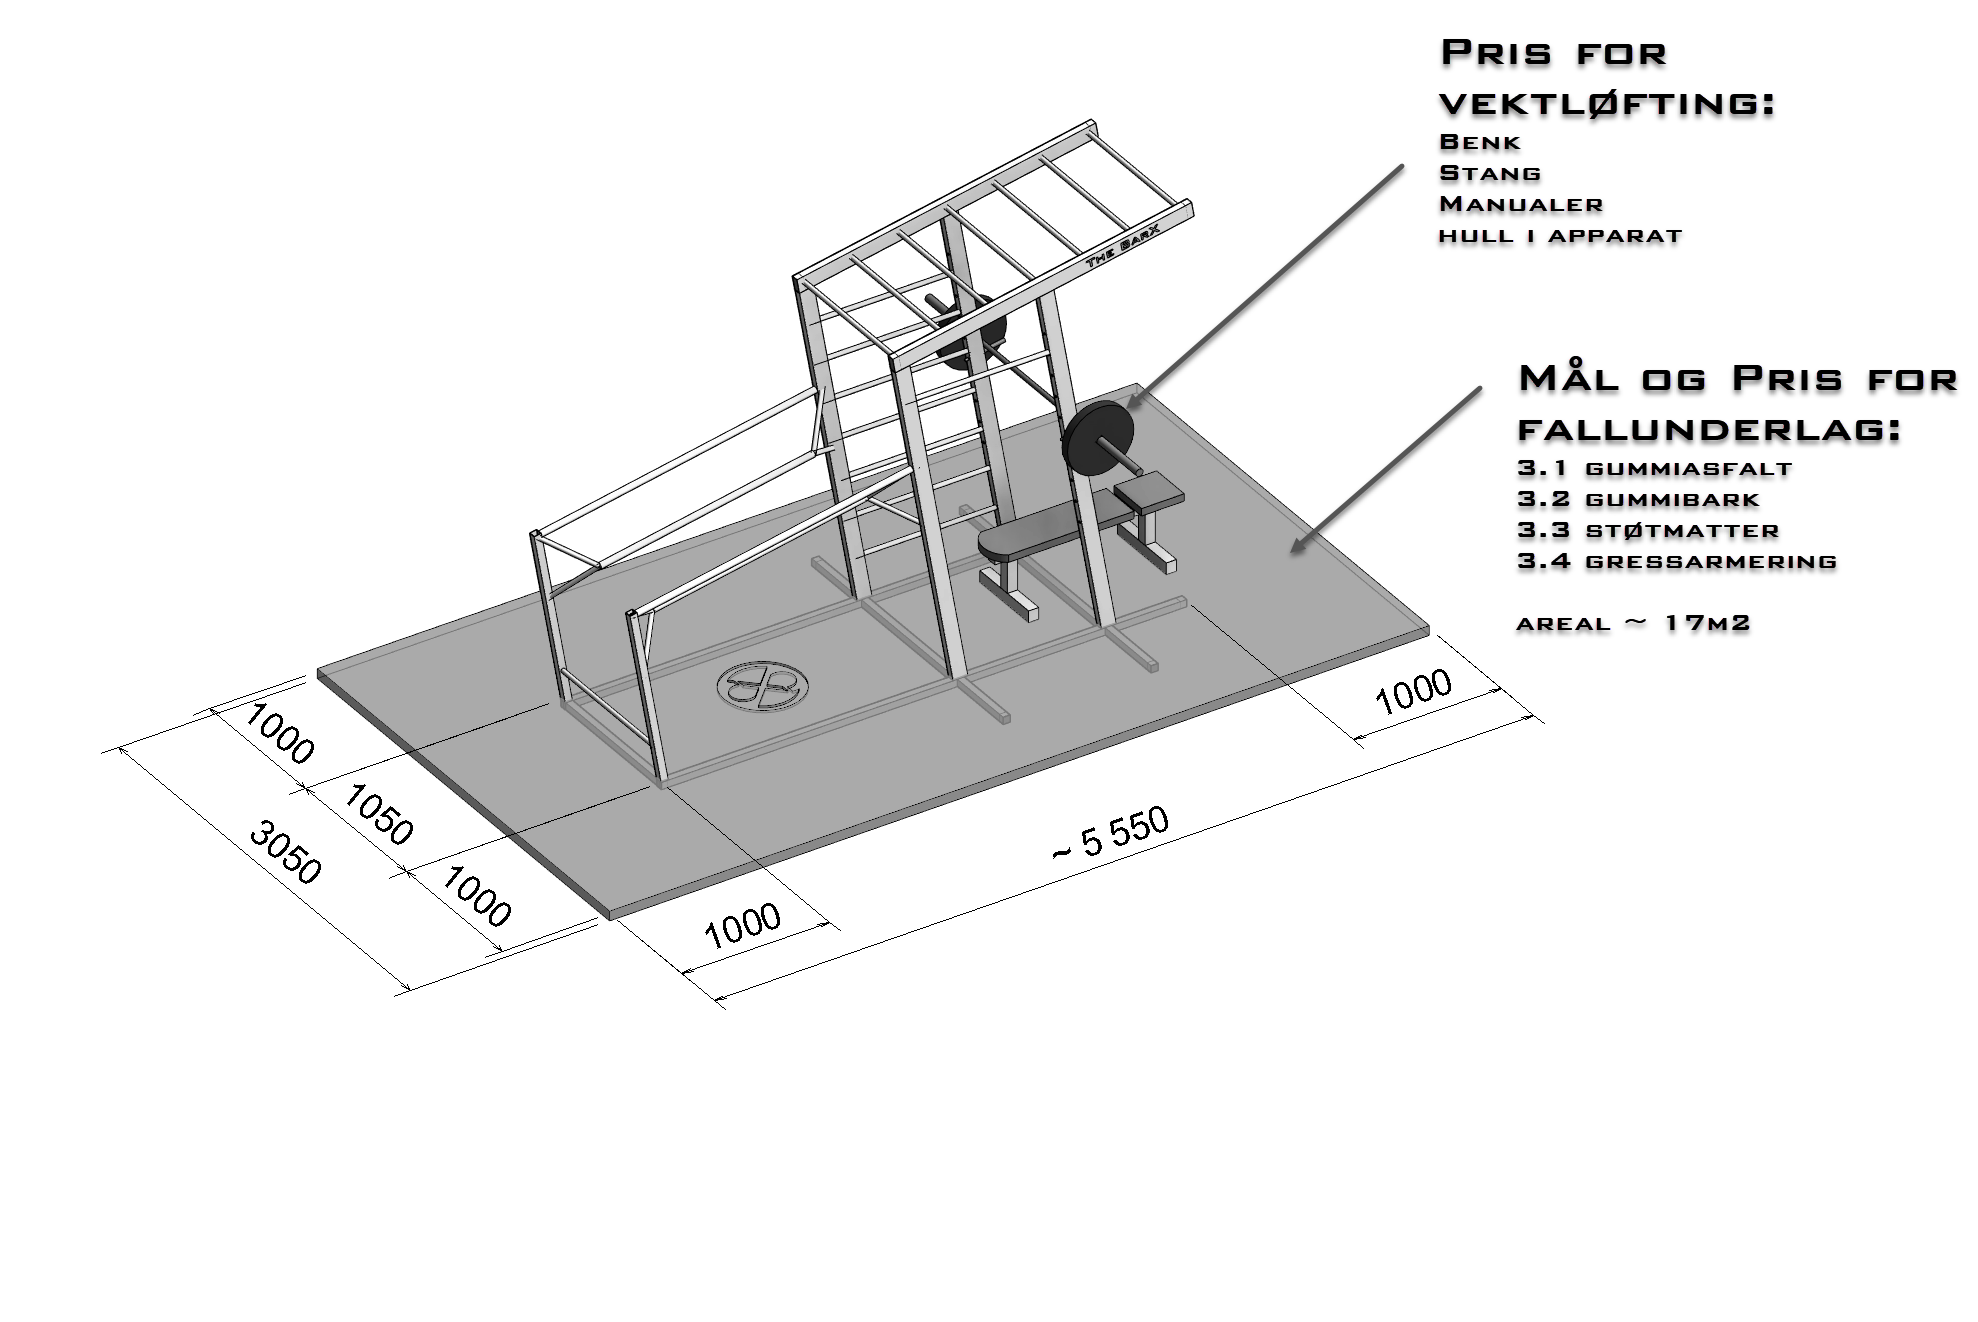 Pris for
vektløfting:
Benk
Stang
Manualer
hull i apparat
The BarX
Mål og Pris for
fallunderlag:
3.1 gummiasfalt
3.2 gummibark
3.3 støtmatter
3.4 gressarmering
areal ~ 17m2
1000
1000
1050
3050
1000
~ 5 550
1000